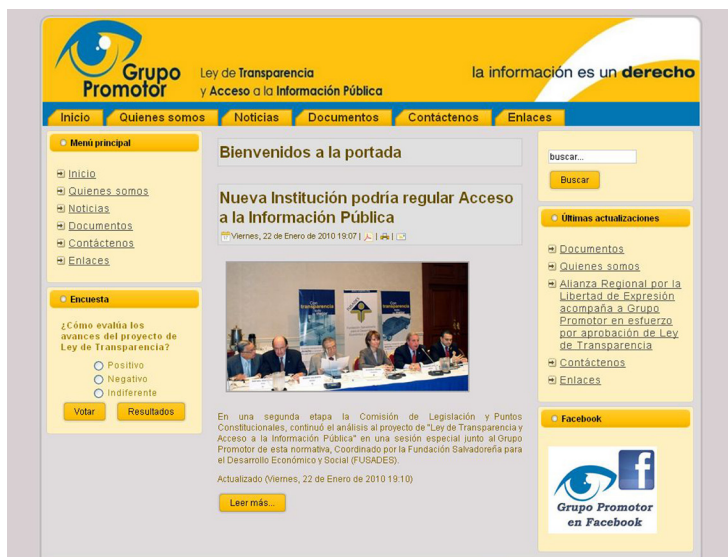 Grupo
Promotor
Ley de Transparencia
y Acceso a la Información Pública
la información es un derecho
Inicio
Quienes somos
Noticias
Documentos
Contáctenos
Enlaces
Menú principal
Inicio
Quienes somos
Noticias
Documentos
Contáctenos
Enlaces
Encuesta
¿Cómo evalúa los
avances del proyecto de
Ley de Transparencia?
Positivo
Negativo
Indiferente
Votar
Resultados
Bienvenidos a la portada
Nueva Institución podría regular Acceso
a la Información Pública
Viernes, 22 de Enero de 2010 19:07 | | |
En una segunda etapa la Comisión de Legislación y Puntos
Constitucionales, continuó el análisis al proyecto de "Ley de Transparencia y
Acceso a la Información Pública" en una sesión especial junto al Grupo
Promotor de esta normativa, Coordinado por la Fundación Salvadoreña para
el Desarrollo Económico y Social (FUSADES).
Actualizado (Viernes, 22 de Enero de 2010 19:10)
Leer más...
buscar...
Buscar
Últimas actualizaciones
Documentos
Quienes somos
Alianza Regional por la
Libertad de Expresión
acompaña a Grupo
Promotor en esfuerzo
por aprobación de Ley
de Transparencia
Contáctenos
Enlaces
Facebook
Grupo Promotor
en Facebook